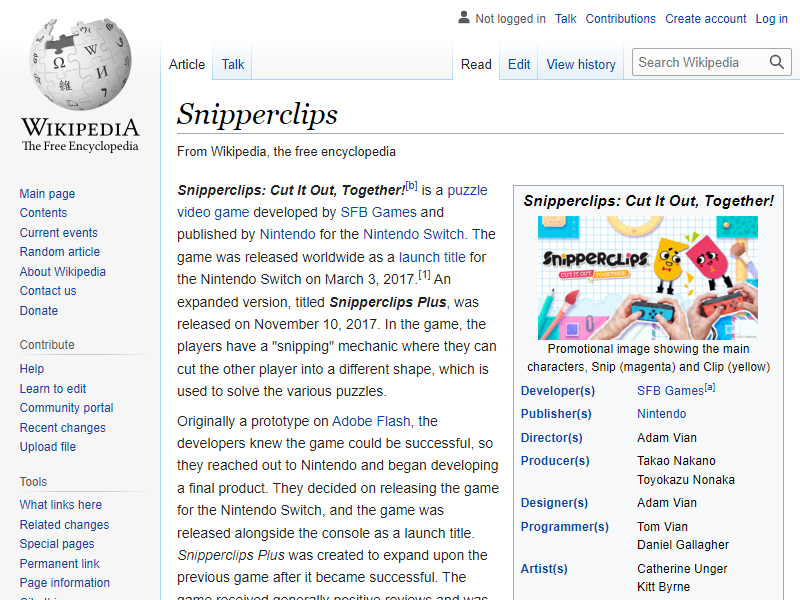 Not logged in Talk Contributions Create account Log in
Article Talk Read Edit View history Search Wikipedia
WIKIPEDIA
The Free Encyclopedia
Main page
Contents
Current events
Random article
About Wikipedia
Contact us
Donate
Contribute
Help
Learn to edit
Community portal
Recent changes
Upload file
Tools
What links here
Related changes
Special pages
Permanent link
Page information
Snipperclips
From Wikipedia, the free encyclopedia
Snipperclips: Cut It Out, Together![b] is a puzzle
video game developed by SFB Games and
published by Nintendo for the Nintendo Switch. The
game was released worldwide as a launch title for
the Nintendo Switch on March 3, 2017.[1] An
expanded version, titled Snipperclips Plus, was
released on November 10, 2017. In the game, the
players have a "snipping" mechanic where they can
cut the other player into a different shape, which is
used to solve the various puzzles.
Originally a prototype on Adobe Flash, the
developers knew the game could be successful, so
they reached out to Nintendo and began developing
a final product. They decided on releasing the game
for the Nintendo Switch, and the game was
released alongside the console as a launch title.
Snipperclips Plus was created to expand upon the
previous game after it became successful. The
game received generally positive reviews and was
Snipperclips: Cut It Out, Together!
SNIPPERCLIPS
CUT IT OUT, TOGETHER!
Promotional image showing the main
characters, Snip (magenta) and Clip (yellow)
Developer(s) SFB Games[a]
Publisher(s) Nintendo
Director(s) Adam Vian
Producer(s) Takao Nakano
Toyokazu Nonaka
Designer(s) Adam Vian
Programmer(s) Tom Vian
Daniel Gallagher
Artist(s) Catherine Unger
Kitt Byrne